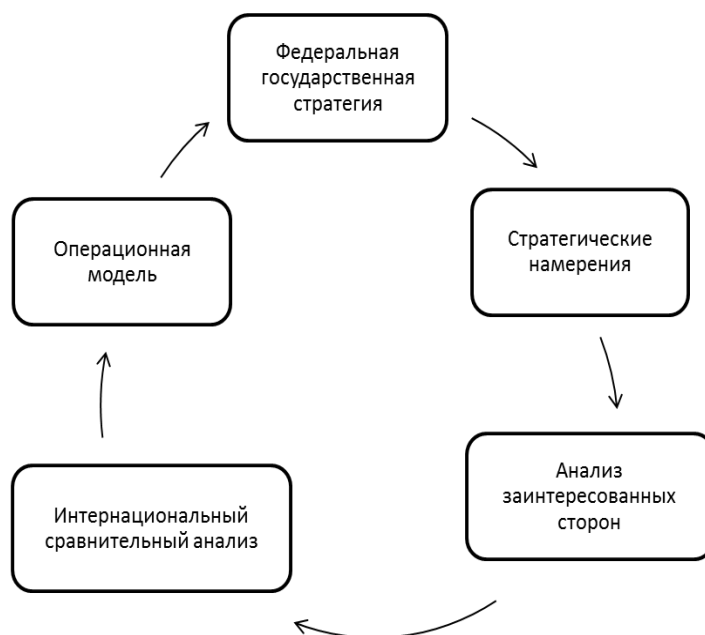 Федеральная
государственная
стратегия
Стратегические
намерения
Анализ
заинтересованных
сторон
Интернациональный
сравнительный анализ
Операционная
модель